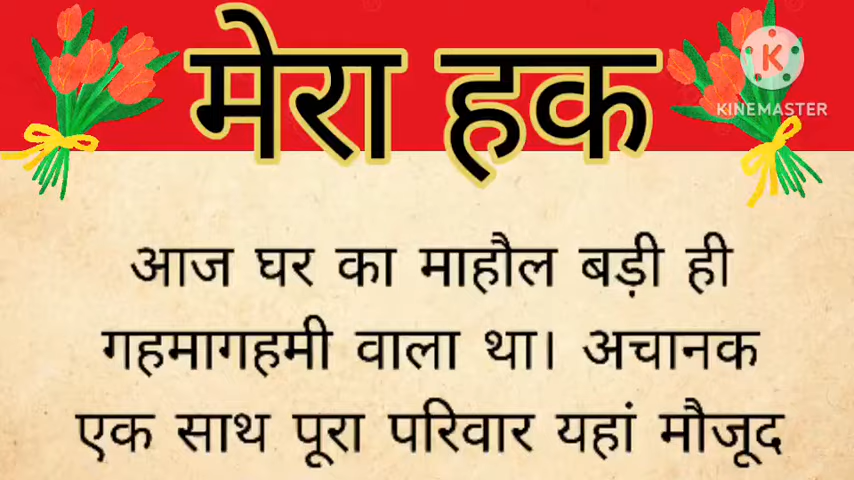 मेरा हक
KINEMASTER
आज घर का माहौल बड़ी ही
गहमागहमी वाला था। अचानक
एक साथ पूरा परिवार यहां मौजूद